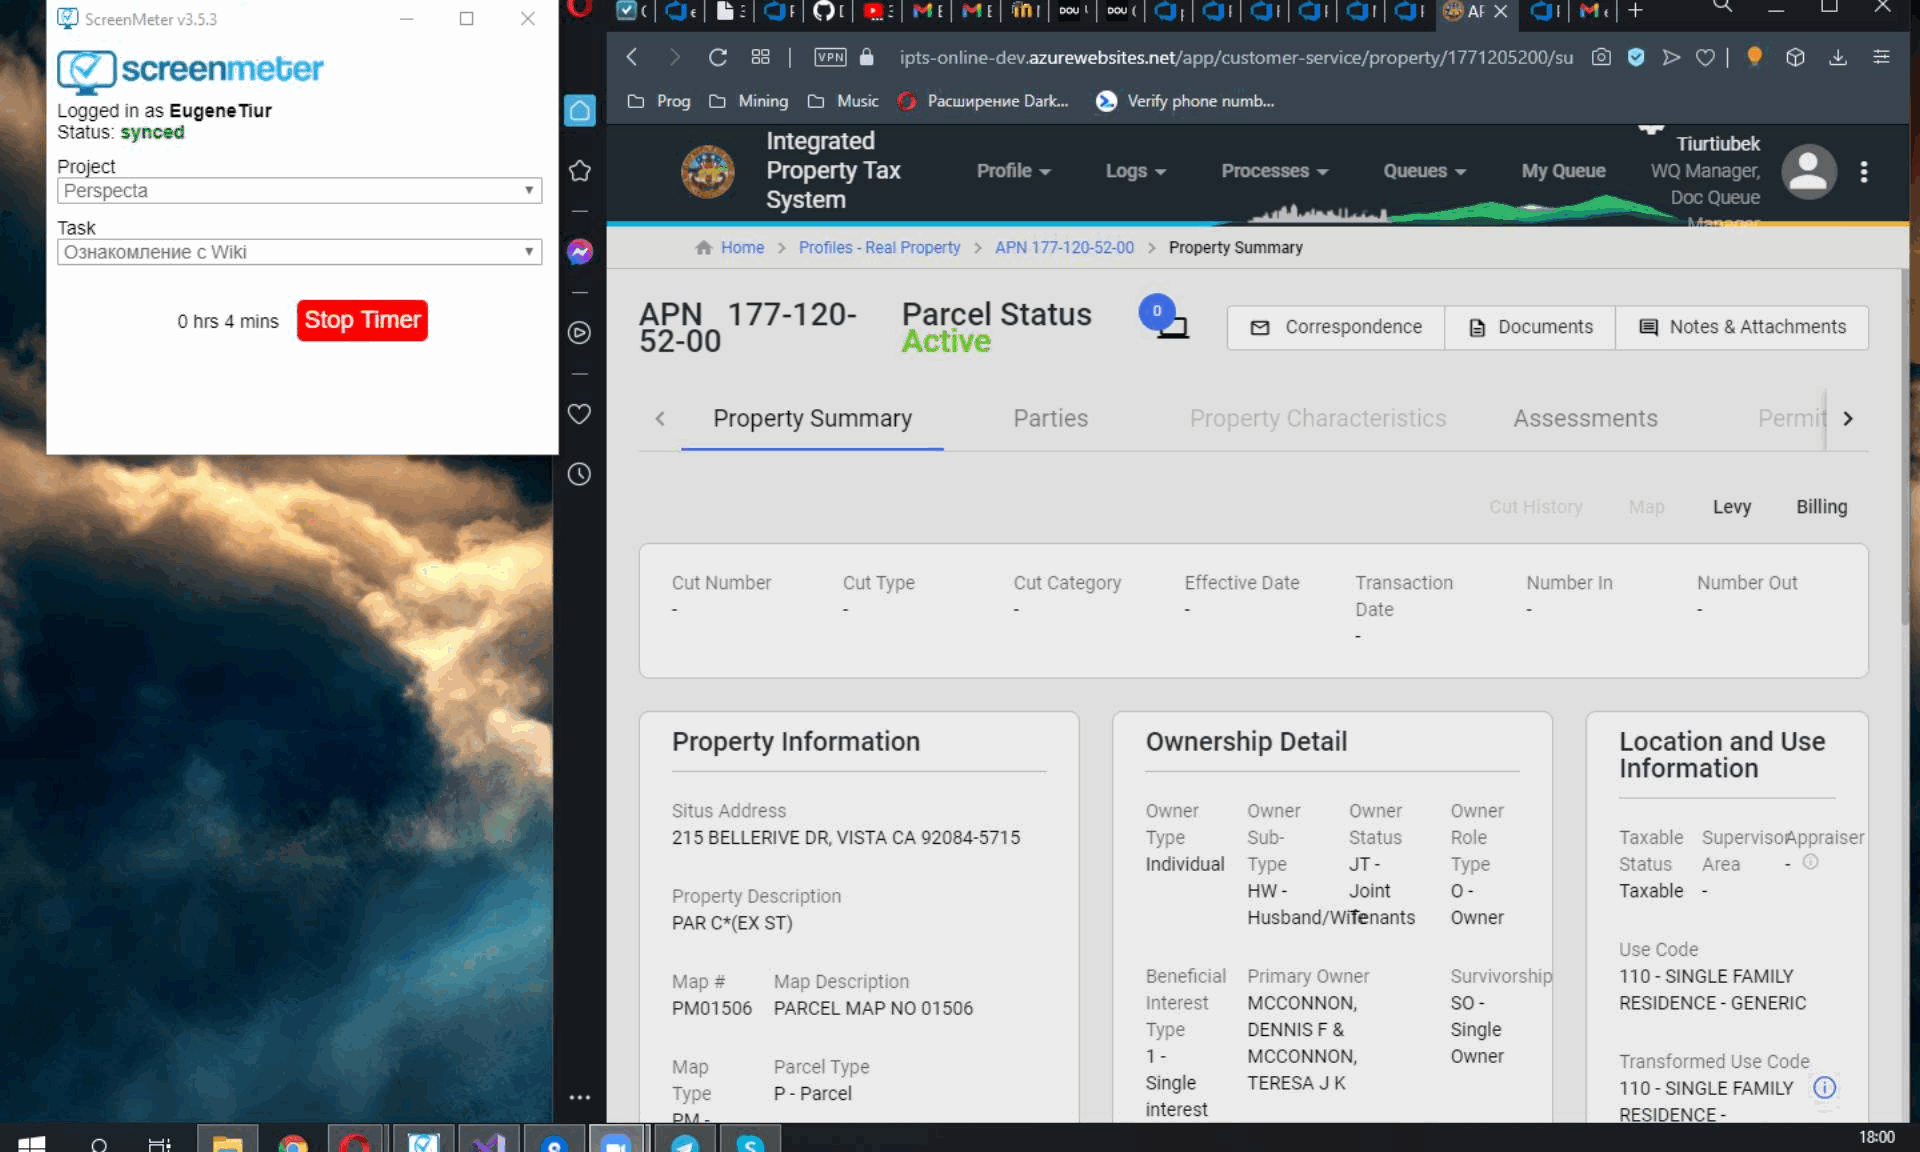 ScreenMeter v3.5.3
screenmeter
Logged in as EugeneTiur
Status: synced
Project
Perspecta
Task
Ознакомление с Wiki
0 hrs 4 mins
Stop Timer
DOU
DOU
VPN
ipts-online-dev.azurewebsites.net/app/customer-service/property/1771205200/su
Prog
Mining
Music
Расширение Dark...
Verify phone numb...
Integrated
Property Tax
System
Profile
Logs
Processes
Queues
My Queue
Tiurtiubek
WQ Manager,
Doc Queue
Manager
Home > Profiles - Real Property > APN 177-120-52-00 > Property Summary
APN 177-120-
52-00
Parcel Status
Active
0
Correspondence
Documents
Notes & Attachments
Property Summary
Parties
Property Characteristics
Assessments
Permit
Cut History
Map
Levy
Billing
Cut Number
-
Cut Type
-
Cut Category
-
Effective Date
-
Transaction
Date
-
Number In
-
Number Out
-
Property Information
Situs Address
215 BELLERIVE DR, VISTA CA 92084-5715
Property Description
PAR C*(EX ST)
Map #
PM01506
Map Description
PARCEL MAP NO 01506
Map
Type
PM -
Parcel Type
P - Parcel
Ownership Detail
Owner
Type
Individual
Owner
Sub-
Type
HW -
Husband/Wife
Owner
Status
JT -
Joint
Tenants
Owner
Role
Type
O -
Owner
Beneficial
Interest
Type
1 -
Single
interest
Primary Owner
MCCONNON,
DENNIS F &
MCCONNON,
TERESA J K
Survivorship
SO -
Single
Owner
Location and Use
Information
Taxable
Status
Taxable
Supervisor
Area
-
Appraiser
-
Use Code
110 - SINGLE FAMILY
RESIDENCE - GENERIC
Transformed Use Code
110 - SINGLE FAMILY
RESIDENCE -
18:00